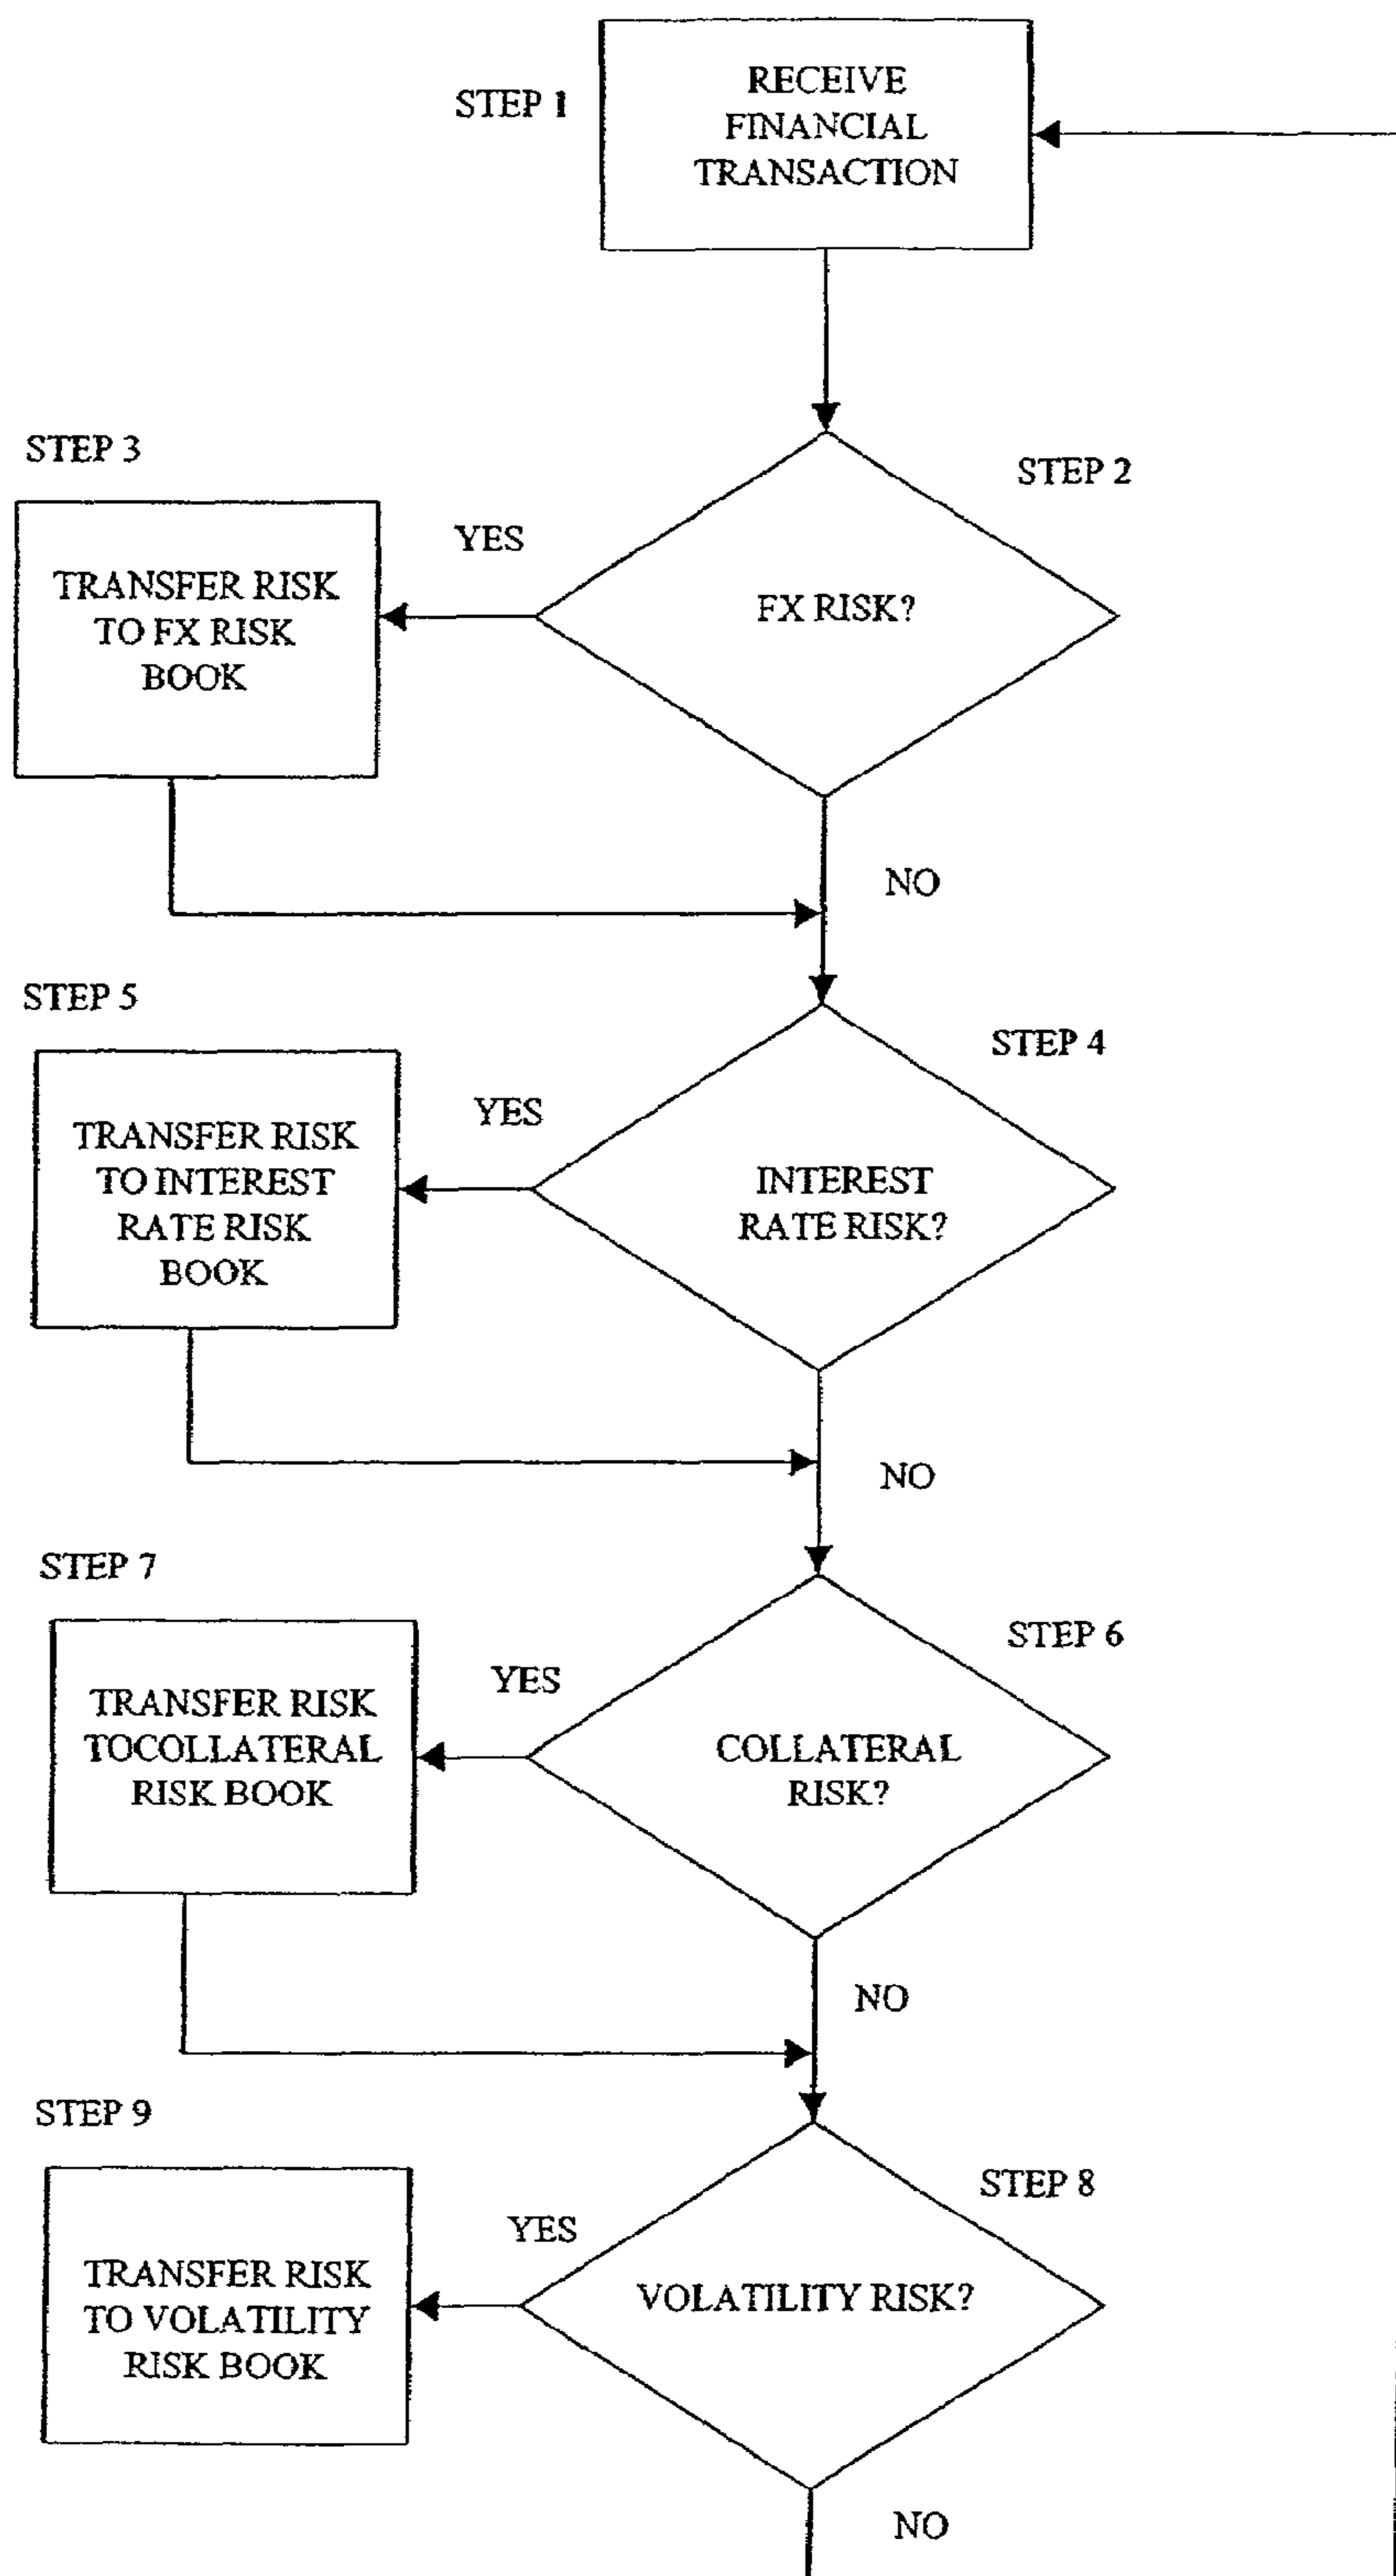 STEP 1
RECEIVE
FINANCIAL
TRANSACTION
STEP 2
FX RISK?
YES
STEP 3
TRANSFER RISK
TO FX RISK
BOOK
NO
STEP 4
INTEREST
RATE RISK?
YES
STEP 5
TRANSFER RISK
TO INTEREST
RATE RISK
BOOK
NO
STEP 6
COLLATERAL
RISK?
YES
STEP 7
TRANSFER RISK
TOCOLLATERAL
RISK BOOK
NO
STEP 8
VOLATILITY RISK?
YES
STEP 9
TRANSFER RISK
TO VOLATILITY
RISK BOOK
NO